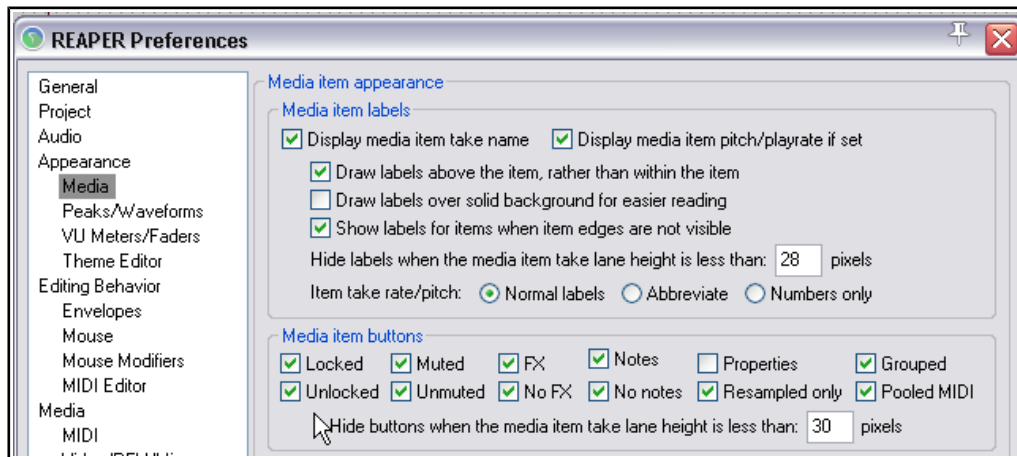 REAPER Preferences
General
Project
Audio
Appearance
Media
Peaks/Waveforms
VU Meters/Faders
Theme Editor
Editing Behavior
Envelopes
Mouse
Mouse Modifiers
MIDI Editor
Media
MIDI
Media item appearance
Media item labels
Display media item take name Display media item pitch/playrate if set
Draw labels above the item, rather than within the item
Draw labels over solid background for easier reading
Show labels for items when item edges are not visible
Hide labels when the media item take lane height is less than: 28 pixels
Item take rate/pitch: Normal labels Abbreviate Numbers only
Media item buttons
Locked Muted FX Notes Properties Grouped
Unlocked Unmuted No FX No notes Resampled only Pooled MIDI
Hide buttons when the media item take lane height is less than: 30 pixels